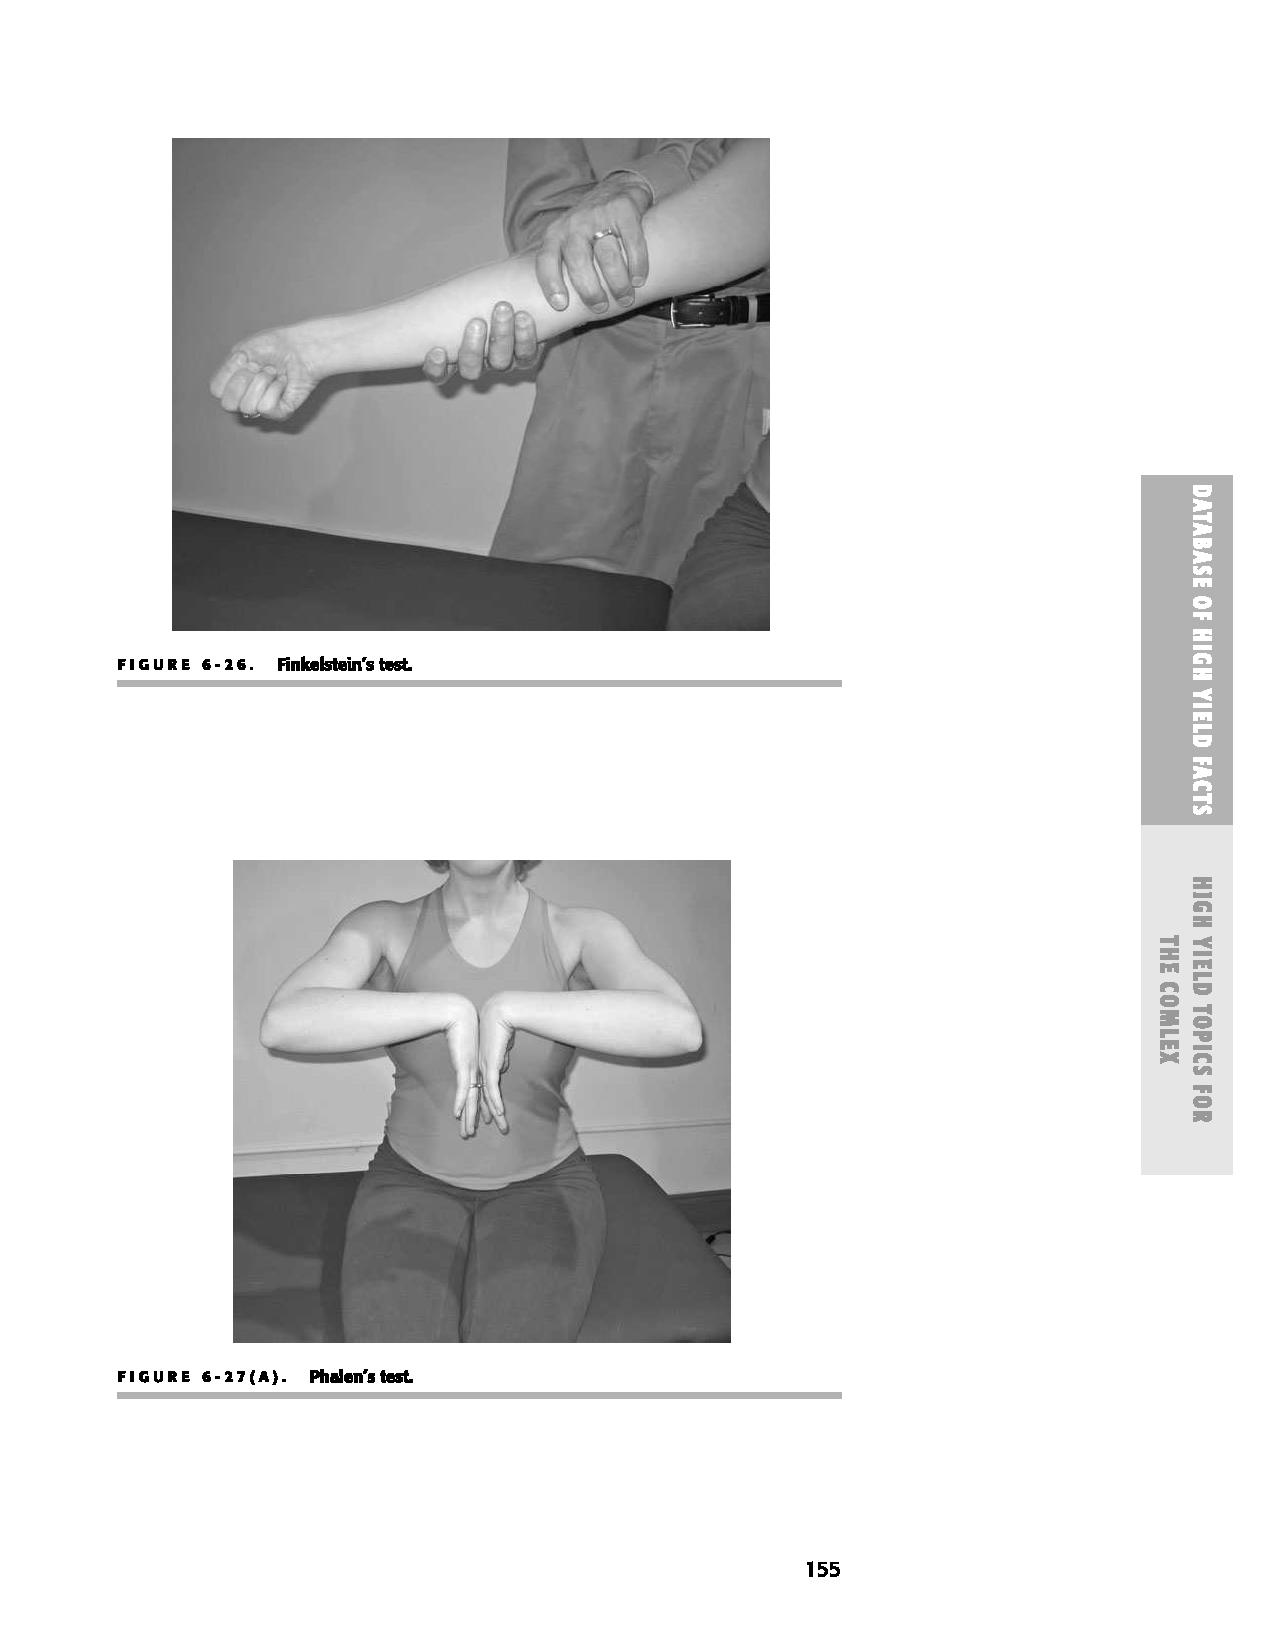 FIGURE 6-26. Finkelstein's test.
DATABASE OF HIGH YIELD FACTS
HIGH YIELD TOPICS FOR
THE COMLEX
FIGURE 6-27(A). Phalen's test.
155